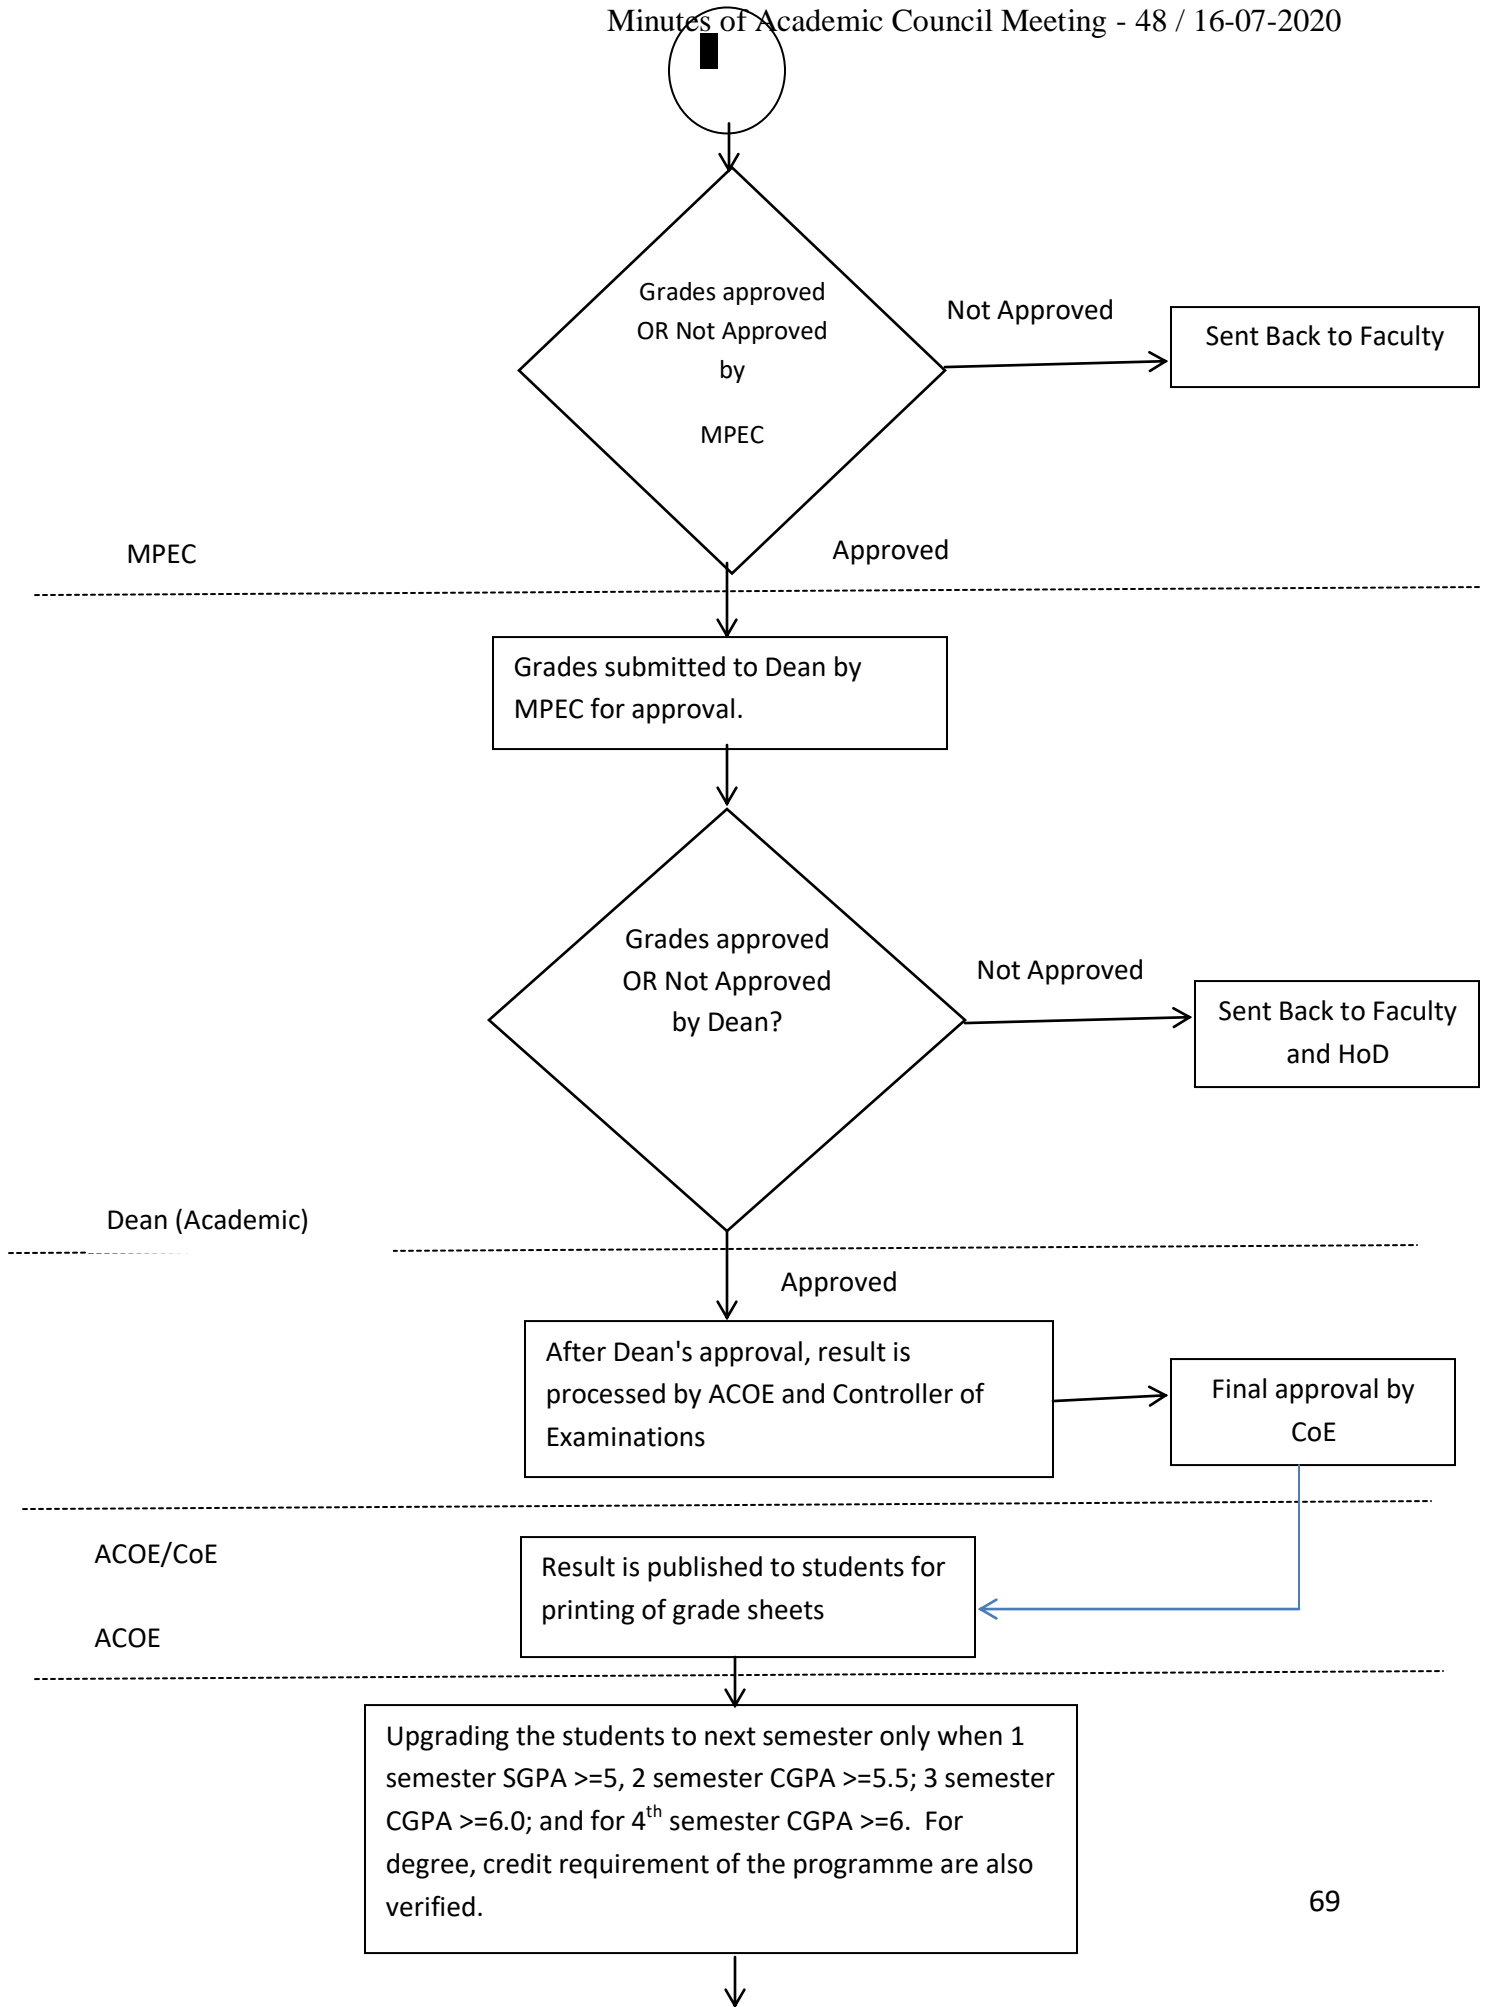 Minutes of Academic Council Meeting - 48 / 16-07-2020
Grades approved
OR Not Approved
by
MPEC
Not Approved
Sent Back to Faculty
MPEC
Approved
Grades submitted to Dean by
MPEC for approval.
Grades approved
OR Not Approved
by Dean?
Not Approved
Sent Back to Faculty
and HoD
Dean (Academic)
Approved
After Dean's approval, result is
processed by ACOE and Controller of
Examinations
Final approval by
CoE
ACOE/CoE
Result is published to students for
printing of grade sheets
ACOE
Upgrading the students to next semester only when 1
semester SGPA >=5, 2 semester CGPA >=5.5; 3 semester
CGPA >=6.0; and for 4th semester CGPA >=6.  For
degree, credit requirement of the programme are also
verified.
69